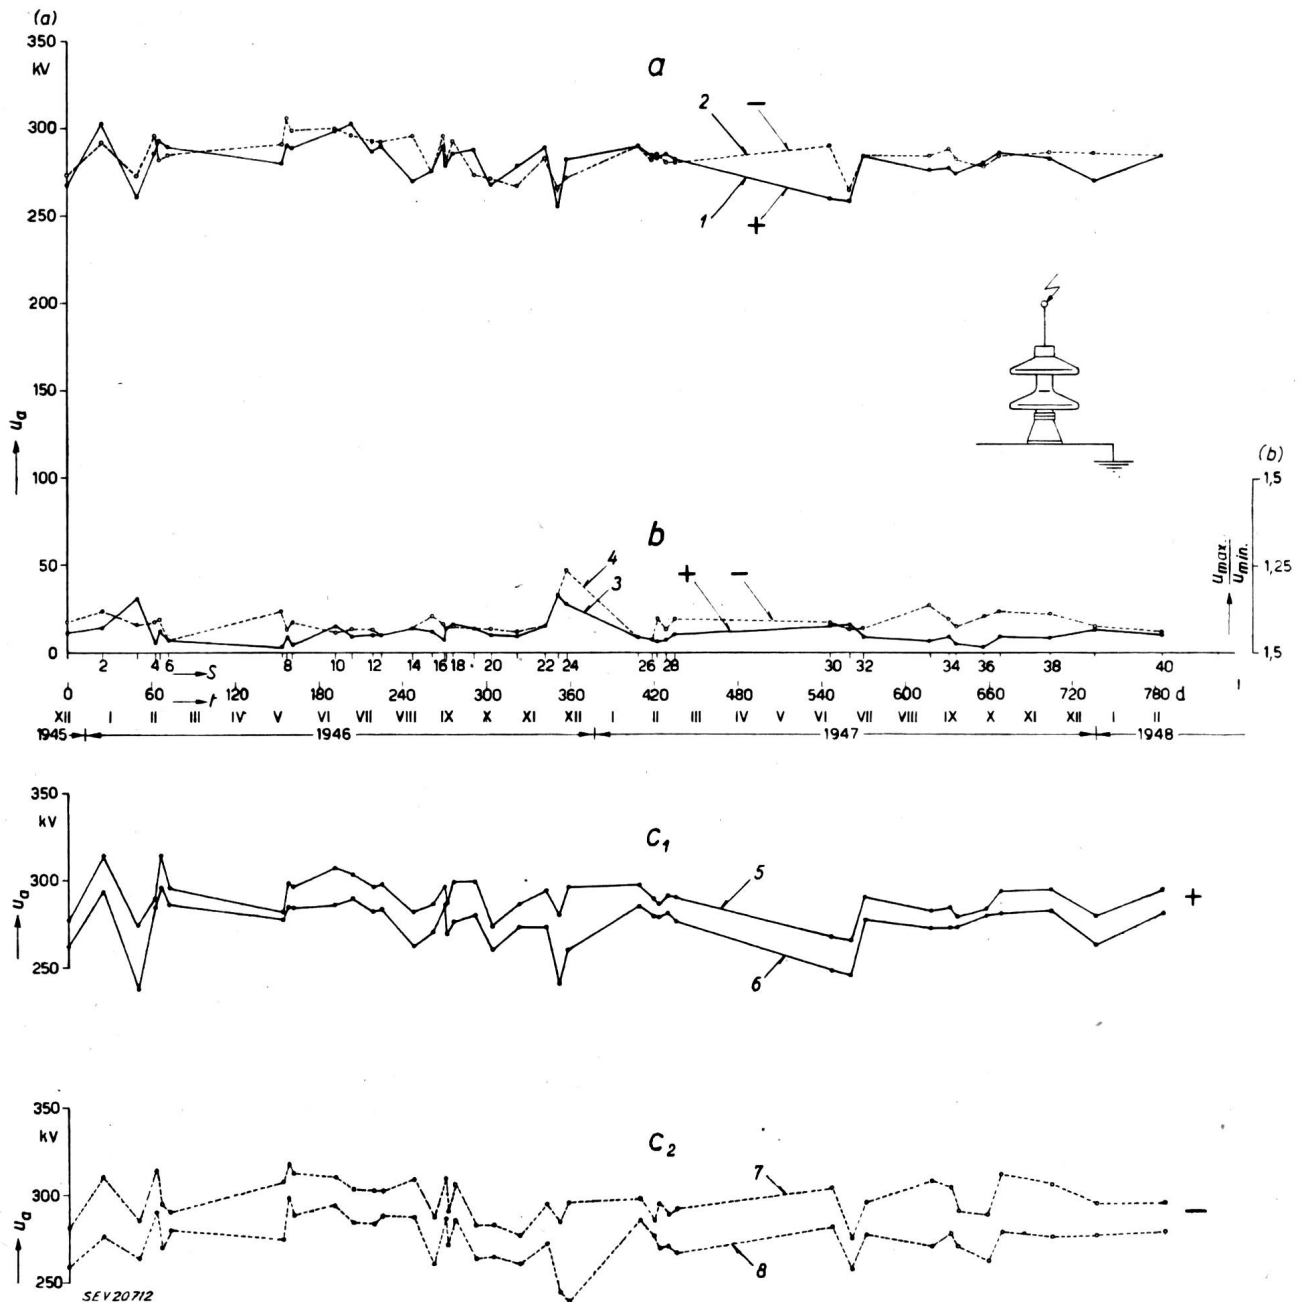 (a)
350
kV
a
300
2 −
250
1 +
200
150
u_a
100
(b)
1,5
b
50
4
+ −
3
u_max.
u_min.
1,25
0
1,5
2 4 6 8 10 12 14 16 18 20 22 24 26 28 30 32 34 36 38 40
S
0 60 120 180 240 300 360 420 480 540 600 660 720 780 d
t
XII I II III IV V VI VII VIII IX X XI XII I II III IV V VI VII VIII IX X XI XII I II
1945 1946 1947 1948
350
kV
C₁
300
5
+
u_a
250
6
350
kV
C₂
7
300
−
u_a
8
250
SEV 20712